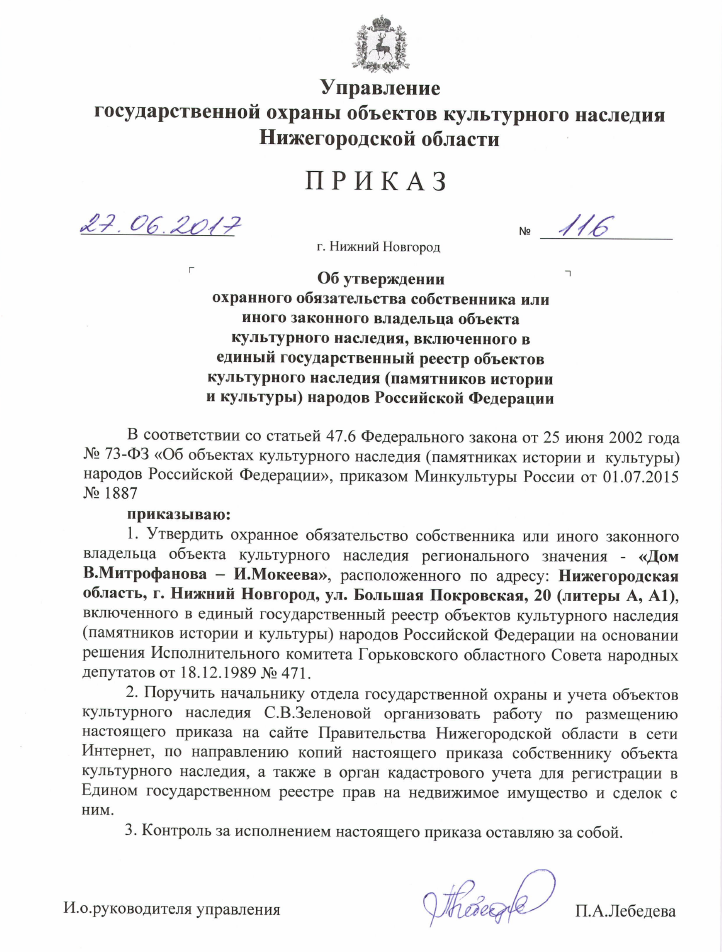 Управление
государственной охраны объектов культурного наследия
Нижегородской области
П Р И К А З
27.06.2017 № 116
г. Нижний Новгород
Об утверждении
охранного обязательства собственника или
иного законного владельца объекта
культурного наследия, включенного в
единый государственный реестр объектов
культурного наследия (памятников истории
и культуры) народов Российской Федерации
В соответствии со статьей 47.6 Федерального закона от 25 июня 2002 года
№ 73-ФЗ «Об объектах культурного наследия (памятниках истории и культуры)
народов Российской Федерации», приказом Минкультуры России от 01.07.2015
№ 1887
приказываю:
1. Утвердить охранное обязательство собственника или иного законного
владельца объекта культурного наследия регионального значения - «Дом
В.Митрофанова – И.Мокеева», расположенного по адресу: Нижегородская
область, г. Нижний Новгород, ул. Большая Покровская, 20 (литеры А, А1),
включенного в единый государственный реестр объектов культурного наследия
(памятников истории и культуры) народов Российской Федерации на основании
решения Исполнительного комитета Горьковского областного Совета народных
депутатов от 18.12.1989 № 471.
2. Поручить начальнику отдела государственной охраны и учета объектов
культурного наследия С.В.Зеленовой организовать работу по размещению
настоящего приказа на сайте Правительства Нижегородской области в сети
Интернет, по направлению копий настоящего приказа собственнику объекта
культурного наследия, а также в орган кадастрового учета для регистрации в
Едином государственном реестре прав на недвижимое имущество и сделок с
ним.
3. Контроль за исполнением настоящего приказа оставляю за собой.
И.о.руководителя управления П.А.Лебедева